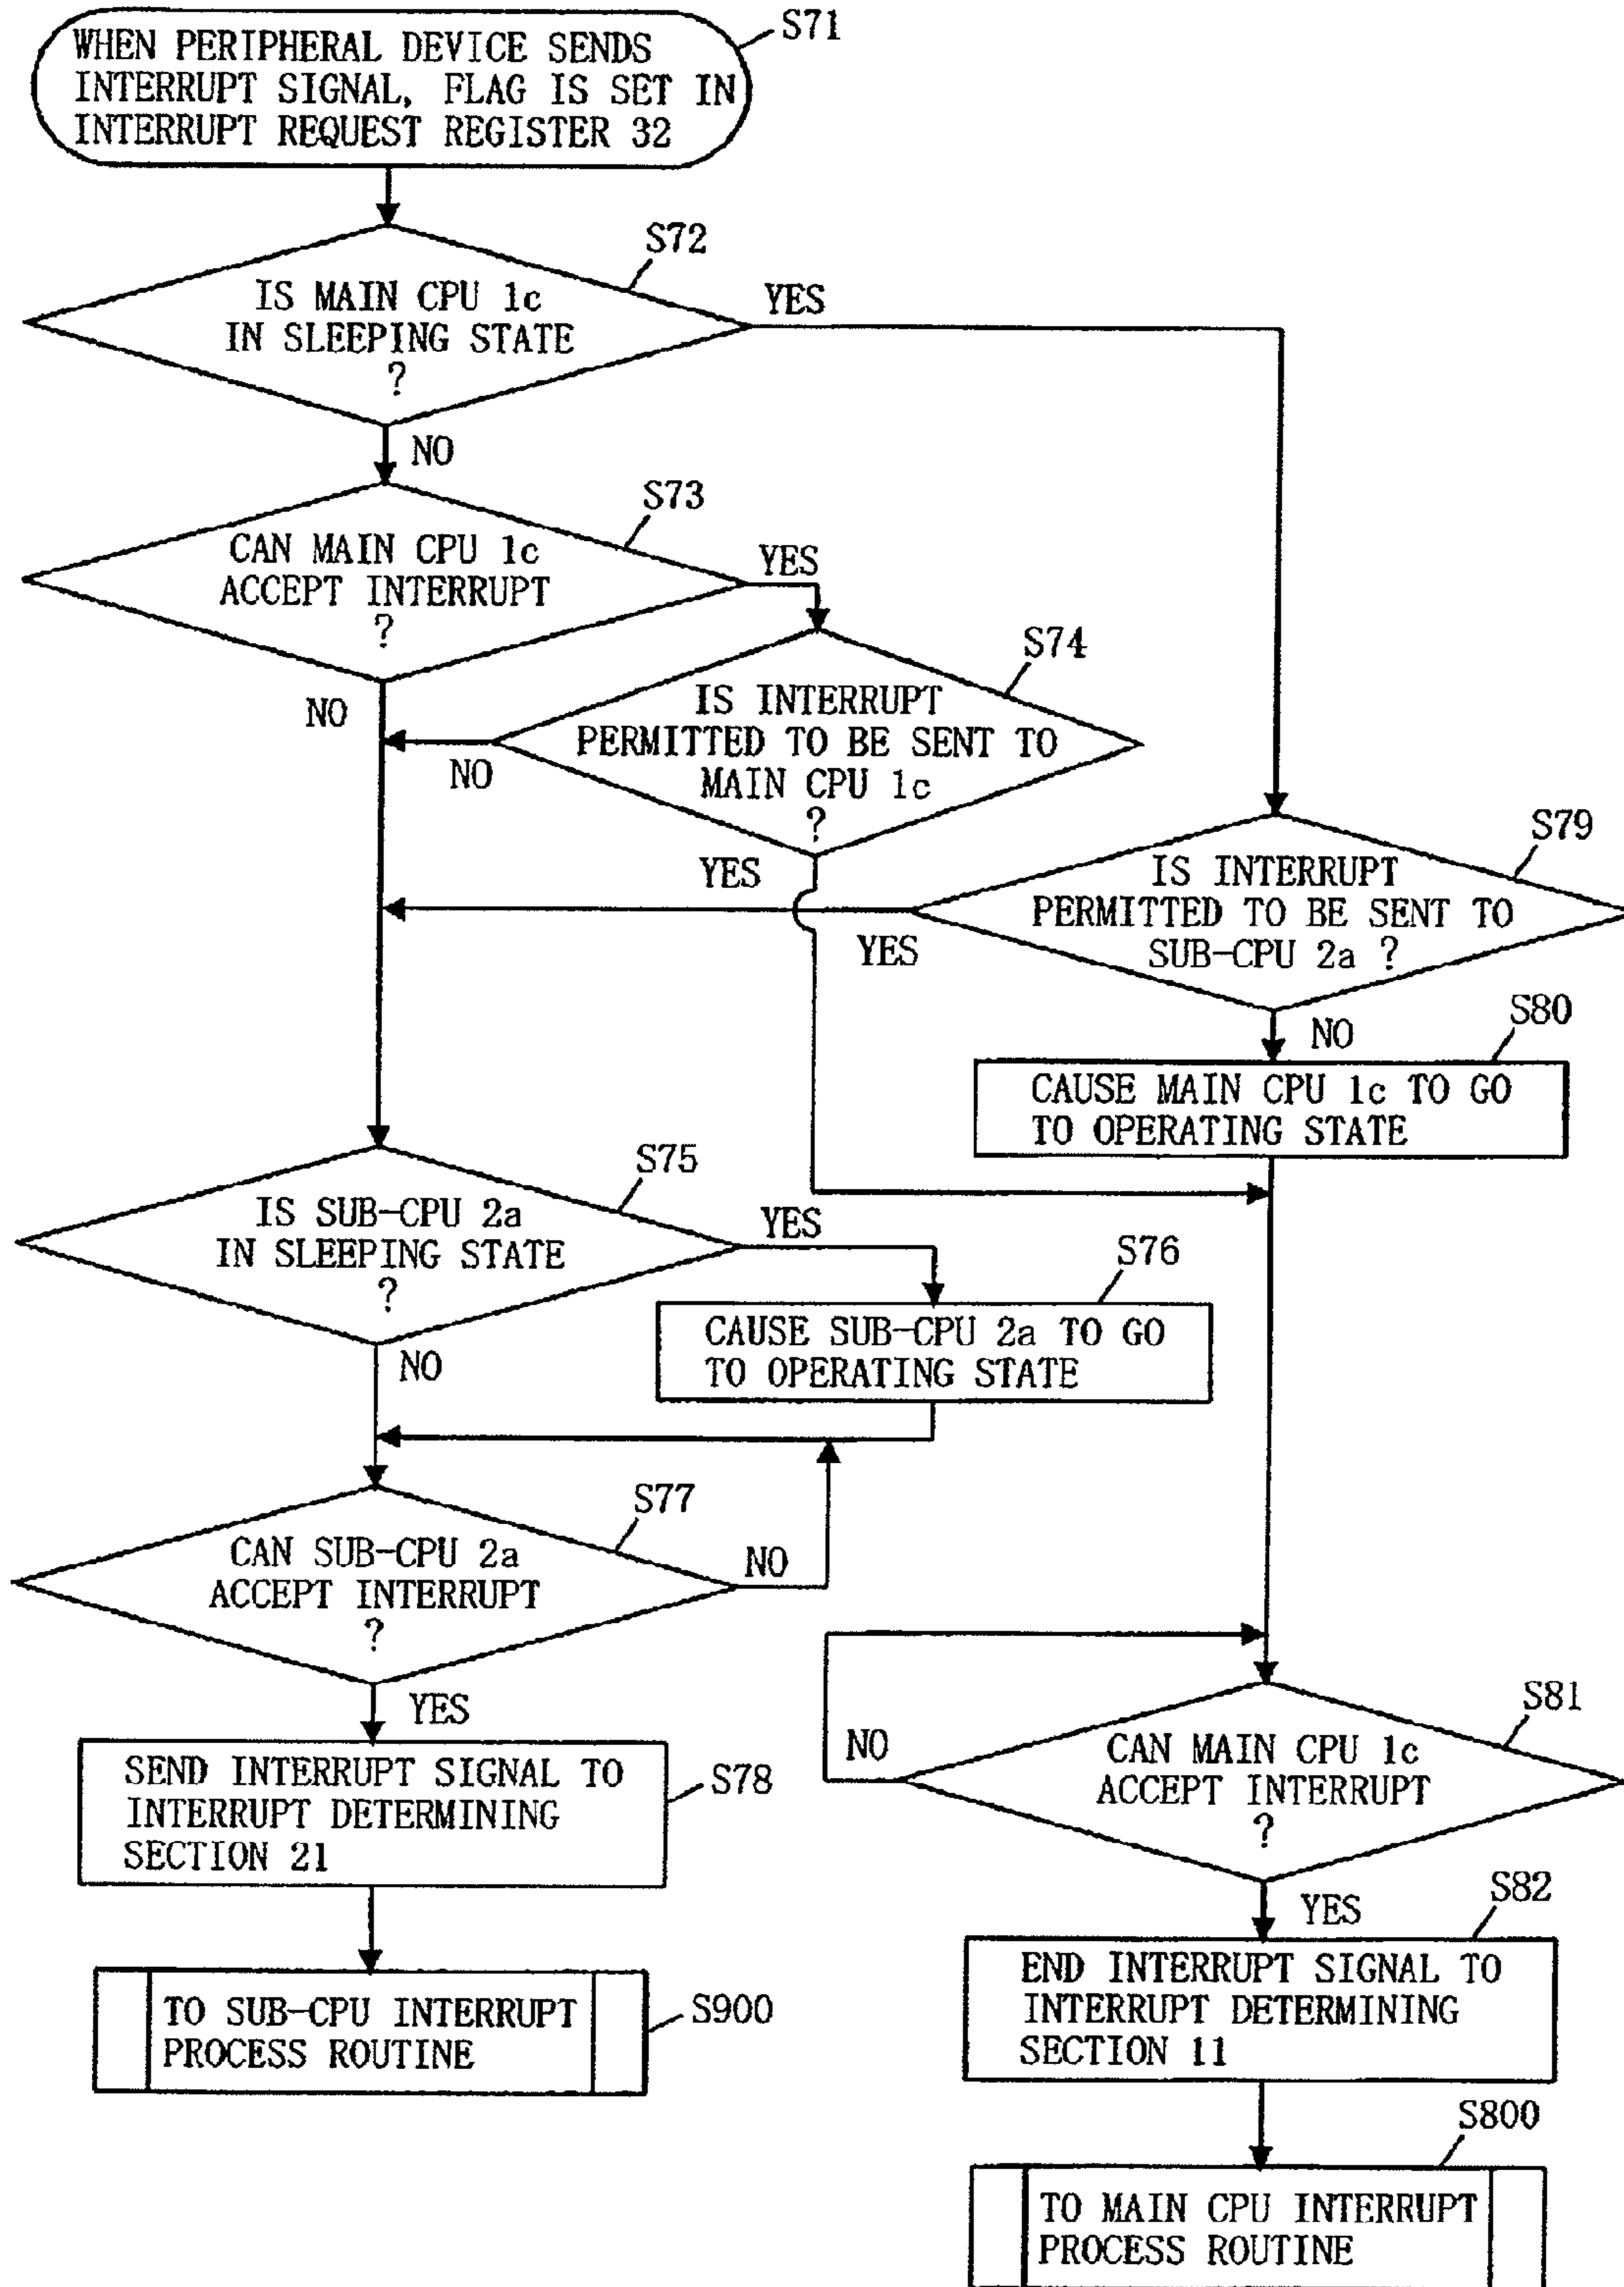 S71
WHEN PERIPHERAL DEVICE SENDS
INTERRUPT SIGNAL, FLAG IS SET IN
INTERRUPT REQUEST REGISTER 32
S72
IS MAIN CPU 1c
IN SLEEPING STATE
?
YES
NO
S73
CAN MAIN CPU 1c
ACCEPT INTERRUPT
?
YES
NO
S74
IS INTERRUPT
PERMITTED TO BE SENT TO
MAIN CPU 1c
?
NO
YES
S79
IS INTERRUPT
PERMITTED TO BE SENT TO
SUB-CPU 2a ?
YES
NO
S80
CAUSE MAIN CPU 1c TO GO
TO OPERATING STATE
S75
IS SUB-CPU 2a
IN SLEEPING STATE
?
YES
NO
S76
CAUSE SUB-CPU 2a TO GO
TO OPERATING STATE
S77
CAN SUB-CPU 2a
ACCEPT INTERRUPT
?
NO
YES
S78
SEND INTERRUPT SIGNAL TO
INTERRUPT DETERMINING
SECTION 21
S900
TO SUB-CPU INTERRUPT
PROCESS ROUTINE
S81
CAN MAIN CPU 1c
ACCEPT INTERRUPT
?
NO
YES
S82
END INTERRUPT SIGNAL TO
INTERRUPT DETERMINING
SECTION 11
S800
TO MAIN CPU INTERRUPT
PROCESS ROUTINE